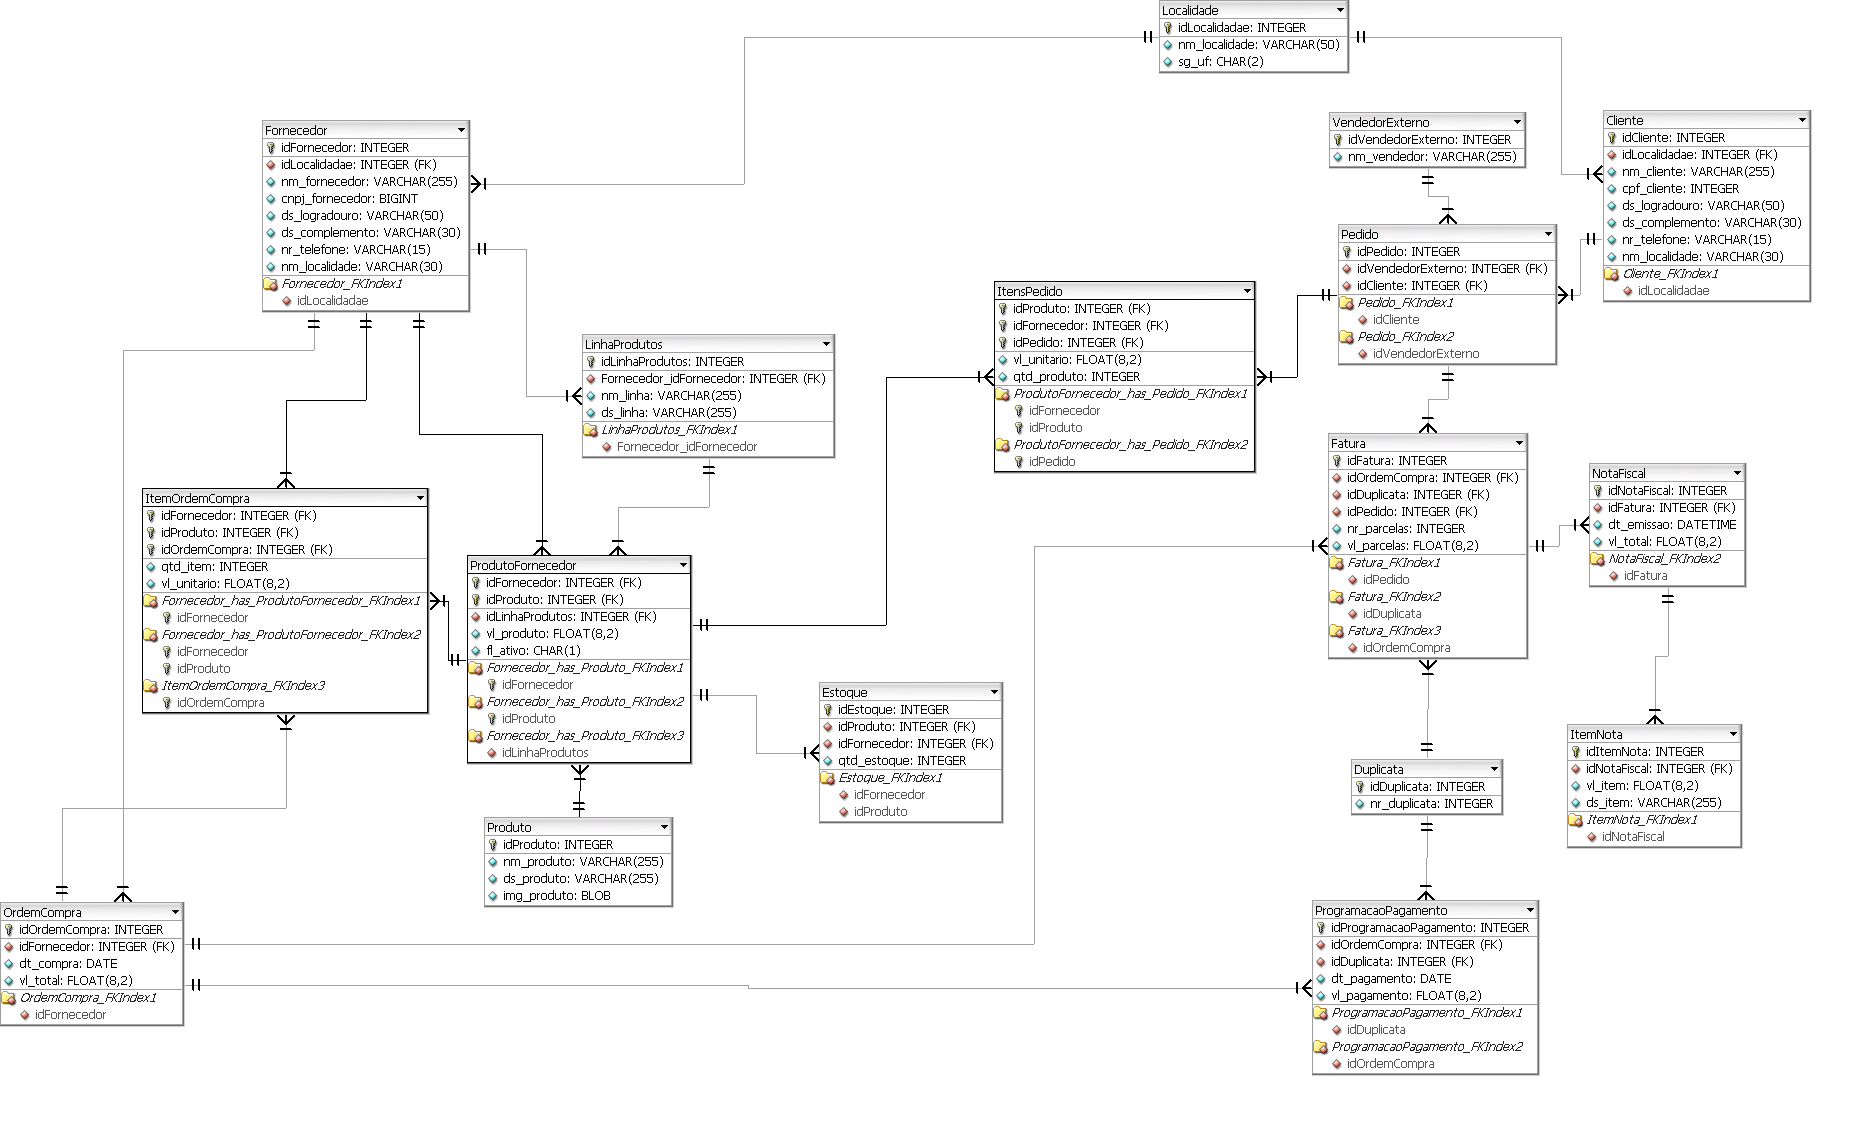 Localidade
idLocalidadae: INTEGER
nm_localidade: VARCHAR(50)
sg_uf: CHAR(2)
Fornecedor
idFornecedor: INTEGER
idLocalidadae: INTEGER (FK)
nm_fornecedor: VARCHAR(255)
cnpj_fornecedor: BIGINT
ds_logradouro: VARCHAR(50)
ds_complemento: VARCHAR(30)
nr_telefone: VARCHAR(15)
nm_localidade: VARCHAR(30)
Fornecedor_FKIndex1
idLocalidadae
VendedorExterno
idVendedorExterno: INTEGER
nm_vendedor: VARCHAR(255)
Cliente
idCliente: INTEGER
idLocalidadae: INTEGER (FK)
nm_cliente: VARCHAR(255)
cpf_cliente: INTEGER
ds_logradouro: VARCHAR(50)
ds_complemento: VARCHAR(30)
nr_telefone: VARCHAR(15)
nm_localidade: VARCHAR(30)
Cliente_FKIndex1
idLocalidadae
Pedido
idPedido: INTEGER
idVendedorExterno: INTEGER (FK)
idCliente: INTEGER (FK)
Pedido_FKIndex1
idCliente
Pedido_FKIndex2
idVendedorExterno
ItensPedido
idProduto: INTEGER (FK)
idFornecedor: INTEGER (FK)
idPedido: INTEGER (FK)
vl_unitario: FLOAT(8,2)
qtd_produto: INTEGER
ProdutoFornecedor_has_Pedido_FKIndex1
idFornecedor
idProduto
ProdutoFornecedor_has_Pedido_FKIndex2
idPedido
LinhaProdutos
idLinhaProdutos: INTEGER
Fornecedor_idFornecedor: INTEGER (FK)
nm_linha: VARCHAR(255)
ds_linha: VARCHAR(255)
LinhaProdutos_FKIndex1
Fornecedor_idFornecedor
Fatura
idFatura: INTEGER
idOrdemCompra: INTEGER (FK)
idDuplicata: INTEGER (FK)
idPedido: INTEGER (FK)
nr_parcelas: INTEGER
vl_parcelas: FLOAT(8,2)
Fatura_FKIndex1
idPedido
Fatura_FKIndex2
idDuplicata
Fatura_FKIndex3
idOrdemCompra
NotaFiscal
idNotaFiscal: INTEGER
idFatura: INTEGER (FK)
dt_emissao: DATETIME
vl_total: FLOAT(8,2)
NotaFiscal_FKIndex2
idFatura
ItemOrdemCompra
idFornecedor: INTEGER (FK)
idProduto: INTEGER (FK)
idOrdemCompra: INTEGER (FK)
qtd_item: INTEGER
vl_unitario: FLOAT(8,2)
Fornecedor_has_ProdutoFornecedor_FKIndex1
idFornecedor
Fornecedor_has_ProdutoFornecedor_FKIndex2
idFornecedor
idProduto
ItemOrdemCompra_FKIndex3
idOrdemCompra
ProdutoFornecedor
idFornecedor: INTEGER (FK)
idProduto: INTEGER (FK)
idLinhaProdutos: INTEGER (FK)
vl_produto: FLOAT(8,2)
fl_ativo: CHAR(1)
Fornecedor_has_Produto_FKIndex1
idFornecedor
Fornecedor_has_Produto_FKIndex2
idProduto
Fornecedor_has_Produto_FKIndex3
idLinhaProdutos
Estoque
idEstoque: INTEGER
idProduto: INTEGER (FK)
idFornecedor: INTEGER (FK)
qtd_estoque: INTEGER
Estoque_FKIndex1
idFornecedor
idProduto
ItemNota
idItemNota: INTEGER
idNotaFiscal: INTEGER (FK)
vl_item: FLOAT(8,2)
ds_item: VARCHAR(255)
ItemNota_FKIndex1
idNotaFiscal
Duplicata
idDuplicata: INTEGER
nr_duplicata: INTEGER
Produto
idProduto: INTEGER
nm_produto: VARCHAR(255)
ds_produto: VARCHAR(255)
img_produto: BLOB
OrdemCompra
idOrdemCompra: INTEGER
idFornecedor: INTEGER (FK)
dt_compra: DATE
vl_total: FLOAT(8,2)
OrdemCompra_FKIndex1
idFornecedor
ProgramacaoPagamento
idProgramacaoPagamento: INTEGER
idOrdemCompra: INTEGER (FK)
idDuplicata: INTEGER (FK)
dt_pagamento: DATE
vl_pagamento: FLOAT(8,2)
ProgramacaoPagamento_FKIndex1
idDuplicata
ProgramacaoPagamento_FKIndex2
idOrdemCompra